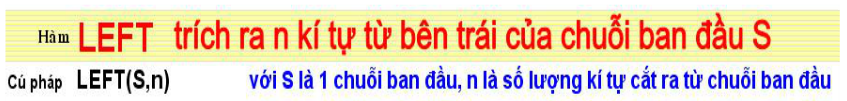 Hàm LEFT trích ra n kí tự từ bên trái của chuỗi ban đầu S
Cú pháp LEFT(S,n) với S là 1 chuỗi ban đầu, n là số lượng kí tự cắt ra từ chuỗi ban đầu